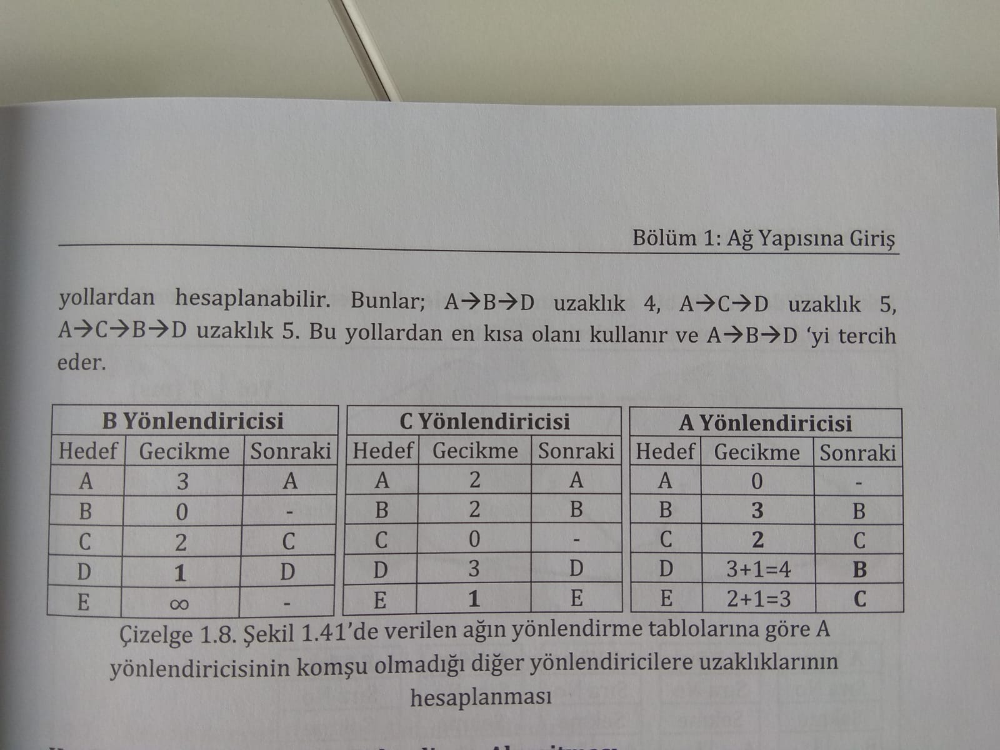 Bölüm 1: Ağ Yapısına Giriş
yollardan hesaplanabilir. Bunlar; A→B→D uzaklık 4, A→C→D uzaklık 5,
A→C→B→D uzaklık 5. Bu yollardan en kısa olanı kullanır ve A→B→D ‘yi tercih
eder.
B Yönlendiricisi C Yönlendiricisi A Yönlendiricisi
Hedef Gecikme Sonraki Hedef Gecikme Sonraki Hedef Gecikme Sonraki
A 3 A A 2 A A 0 -
B 0 - B 2 B B 3 B
C 2 C C 0 - C 2 C
D 1 D D 3 D D 3+1=4 B
E ∞ - E 1 E E 2+1=3 C
Çizelge 1.8. Şekil 1.41’de verilen ağın yönlendirme tablolarına göre A
yönlendiricisinin komşu olmadığı diğer yönlendiricilere uzaklıklarının
hesaplanması